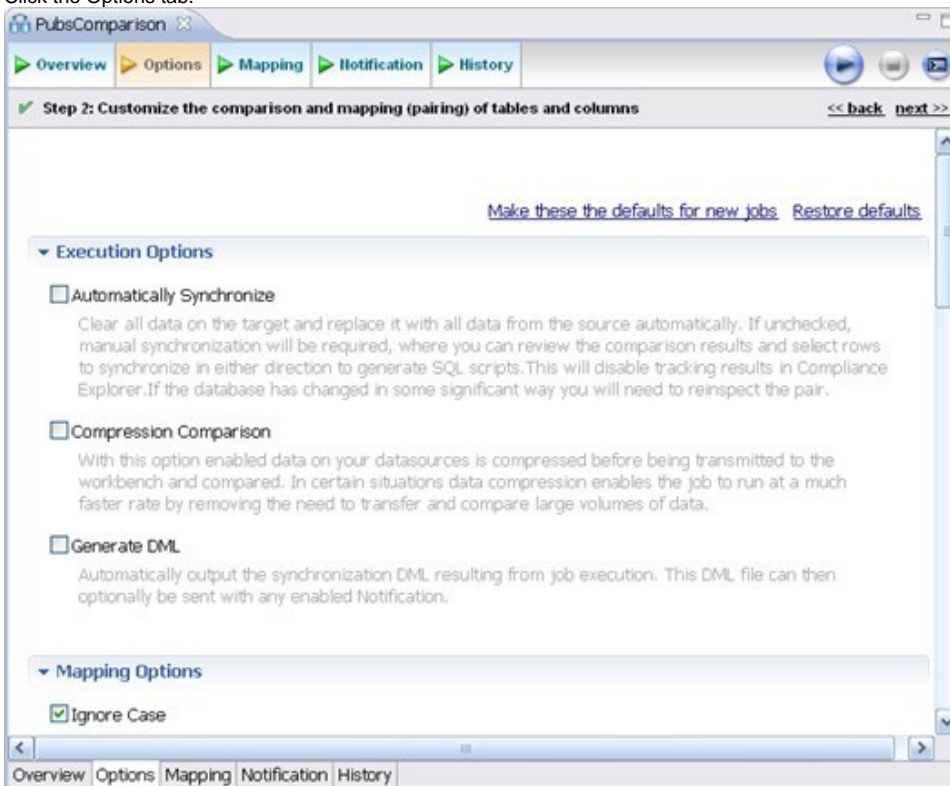 Click the Options tab.
PubsComparison
Overview Options Mapping Notification History
Step 2: Customize the comparison and mapping (pairing) of tables and columns << back next >>
Make these the defaults for new jobs Restore defaults
Execution Options
Automatically Synchronize
Clear all data on the target and replace it with all data from the source automatically. If unchecked,
manual synchronization will be required, where you can review the comparison results and select rows
to synchronize in either direction to generate SQL scripts.This will disable tracking results in Compliance
Explorer.If the database has changed in some significant way you will need to reinspect the pair.
Compression Comparison
With this option enabled data on your datasources is compressed before being transmitted to the
workbench and compared. In certain situations data compression enables the job to run at a much
faster rate by removing the need to transfer and compare large volumes of data.
Generate DML
Automatically output the synchronization DML resulting from job execution. This DML file can then
optionally be sent with any enabled Notification.
Mapping Options
Ignore Case
Overview Options Mapping Notification History